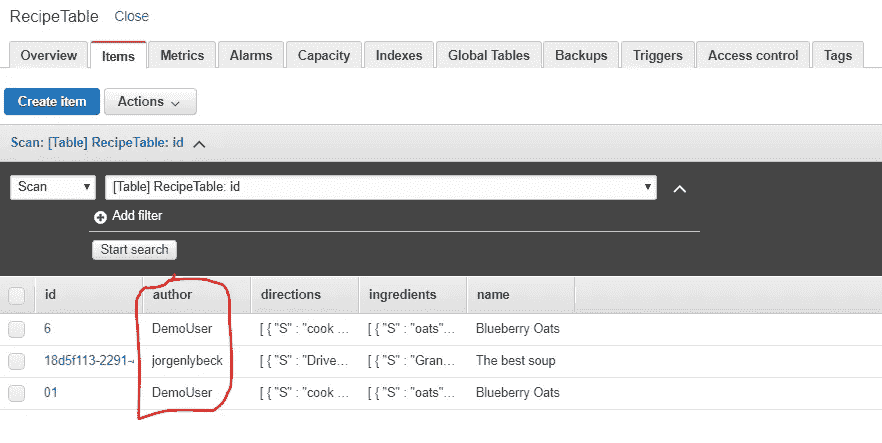 RecipeTable Close
Overview Items Metrics Alarms Capacity Indexes Global Tables Backups Triggers Access control Tags
Create item Actions
Scan: [Table] RecipeTable: id
Scan [Table] RecipeTable: id
Add filter
Start search
id author directions ingredients name
6 DemoUser [ { "S" : "cook ... [ { "S" : "oats"... Blueberry Oats
18d5f113-2291- jorgenlybeck [ { "S" : "Drive... [ { "S" : "Gran... The best soup
01 DemoUser [ { "S" : "cook ... [ { "S" : "oats"... Blueberry Oats